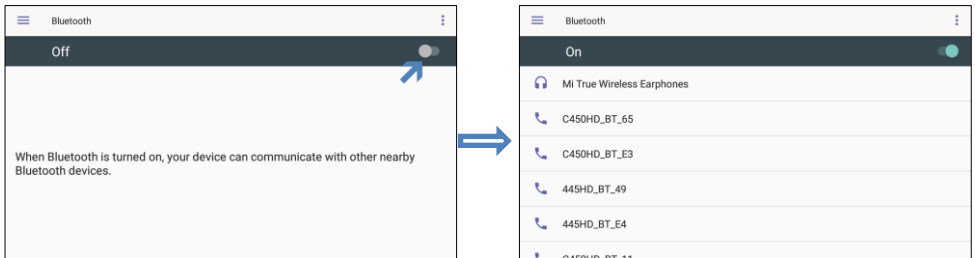 Bluetooth
Off
When Bluetooth is turned on, your device can communicate with other nearby
Bluetooth devices.
Bluetooth
On
Mi True Wireless Earphones
C450HD_BT_65
C450HD_BT_E3
445HD_BT_49
445HD_BT_E4